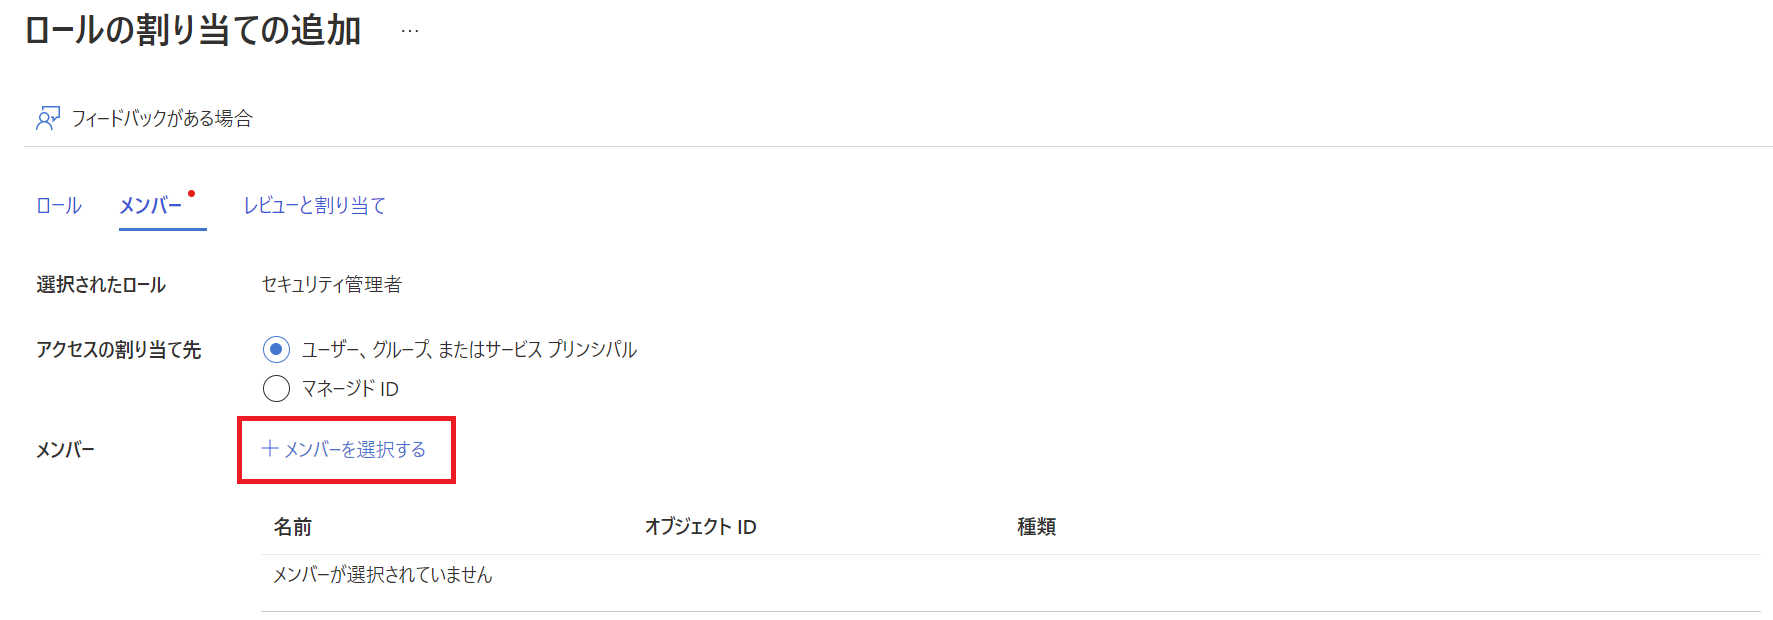 ロールの割り当ての追加 …
フィードバックがある場合
ロール メンバー レビューと割り当て
選択されたロール セキュリティ管理者
アクセスの割り当て先 ユーザー、グループ、またはサービス プリンシパル
マネージド ID
メンバー + メンバーを選択する
名前 オブジェクト ID 種類
メンバーが選択されていません